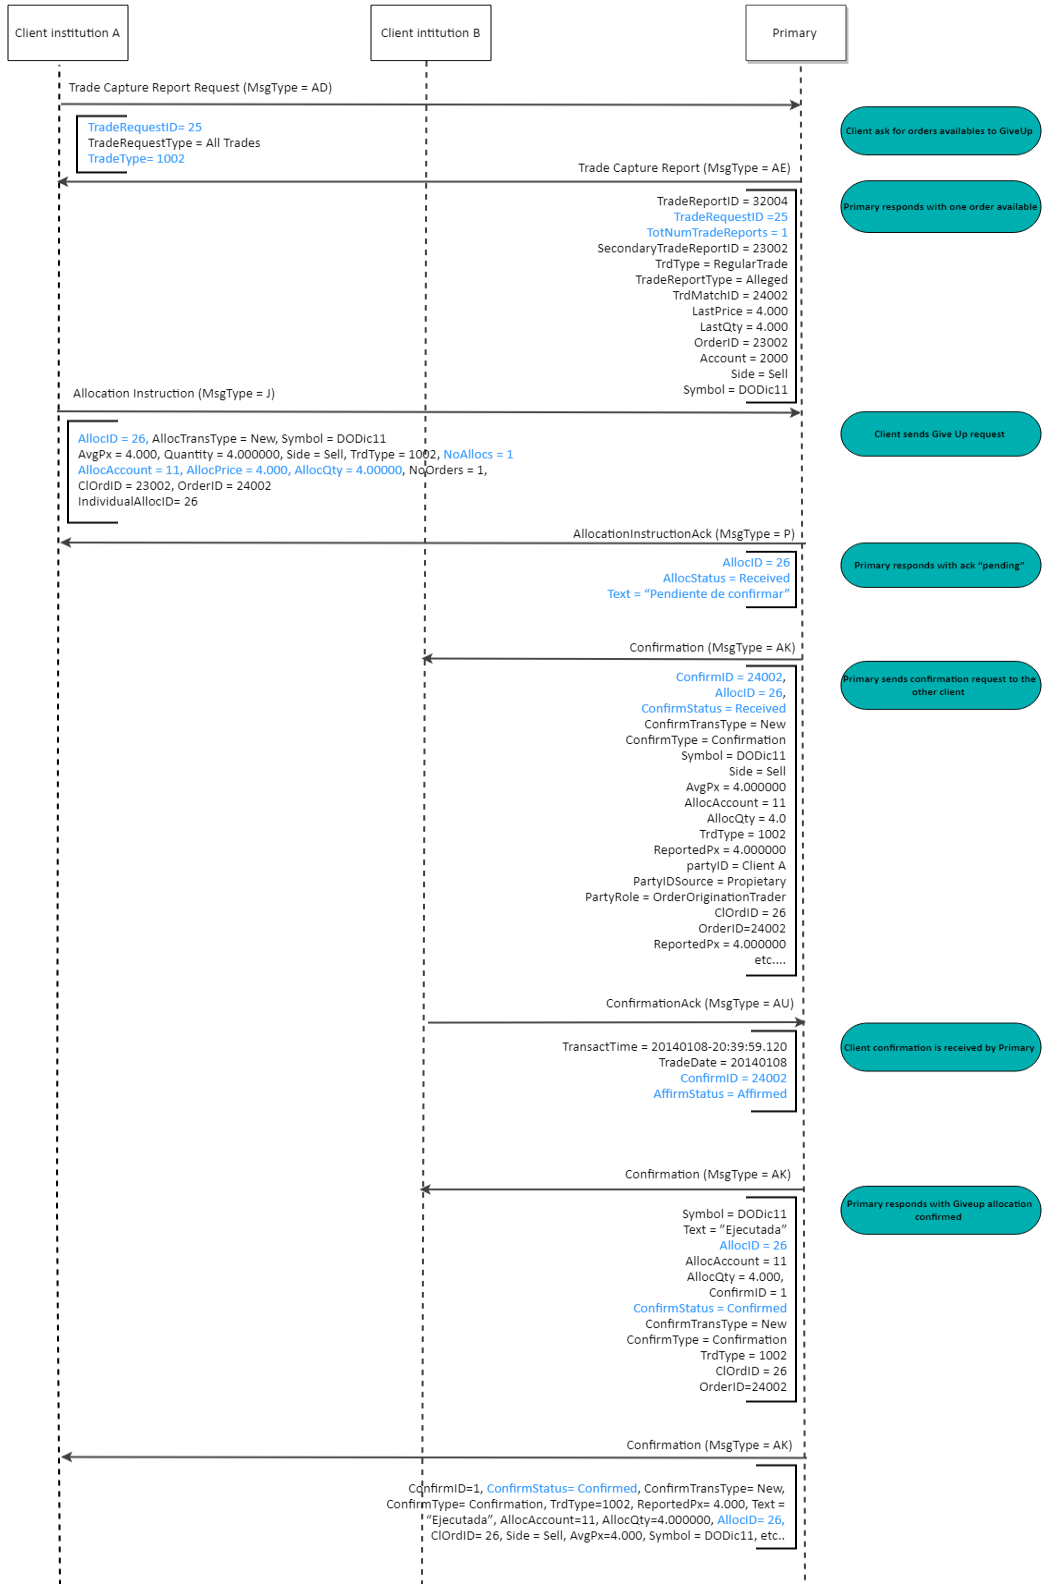 Client institution A
Client intitution B
Primary
Trade Capture Report Request (MsgType = AD)
TradeRequestID= 25
TradeRequestType = All Trades
TradeType= 1002
Client ask for orders availables to GiveUp
Trade Capture Report (MsgType = AE)
TradeReportID = 32004
TradeRequestID =25
TotNumTradeReports = 1
SecondaryTradeReportID = 23002
TrdType = RegularTrade
TradeReportType = Alleged
TrdMatchID = 24002
LastPrice = 4.000
LastQty = 4.000
OrderID = 23002
Account = 2000
Side = Sell
Symbol = DODic11
Primary responds with one order available
Allocation Instruction (MsgType = J)
AllocID = 26, AllocTransType = New, Symbol = DODic11
AvgPx = 4.000, Quantity = 4.000000, Side = Sell, TrdType = 1002, NoAllocs = 1
AllocAccount = 11, AllocPrice = 4.000, AllocQty = 4.00000, NoOrders = 1,
ClOrdID = 23002, OrderID = 24002
IndividualAllocID= 26
Client sends Give Up request
AllocationInstructionAck (MsgType = P)
AllocID = 26
AllocStatus = Received
Text = “Pendiente de confirmar”
Primary responds with ack “pending”
Confirmation (MsgType = AK)
ConfirmID = 24002,
AllocID = 26,
ConfirmStatus = Received
ConfirmTransType = New
ConfirmType = Confirmation
Symbol = DODic11
Side = Sell
AvgPx = 4.000000
AllocAccount = 11
AllocQty = 4.0
TrdType = 1002
ReportedPx = 4.000000
partyID = Client A
PartyIDSource = Propietary
PartyRole = OrderOriginationTrader
ClOrdID = 26
OrderID=24002
ReportedPx = 4.000000
etc....
Primary sends confirmation request to the
other client
ConfirmationAck (MsgType = AU)
TransactTime = 20140108-20:39:59.120
TradeDate = 20140108
ConfirmID = 24002
AffirmStatus = Affirmed
Client confirmation is received by Primary
Confirmation (MsgType = AK)
Symbol = DODic11
Text = ”Ejecutada”
AllocID = 26
AllocAccount = 11
AllocQty = 4.000,
ConfirmID = 1
ConfirmStatus = Confirmed
ConfirmTransType = New
ConfirmType = Confirmation
TrdType = 1002
ClOrdID = 26
OrderID=24002
Primary responds with Giveup allocation
confirmed
Confirmation (MsgType = AK)
ConfirmID=1, ConfirmStatus= Confirmed, ConfirmTransType= New,
ConfirmType= Confirmation, TrdType=1002, ReportedPx= 4.000, Text =
“Ejecutada”, AllocAccount=11, AllocQty=4.000000, AllocID= 26,
ClOrdID= 26, Side = Sell, AvgPx=4.000, Symbol = DODic11, etc..